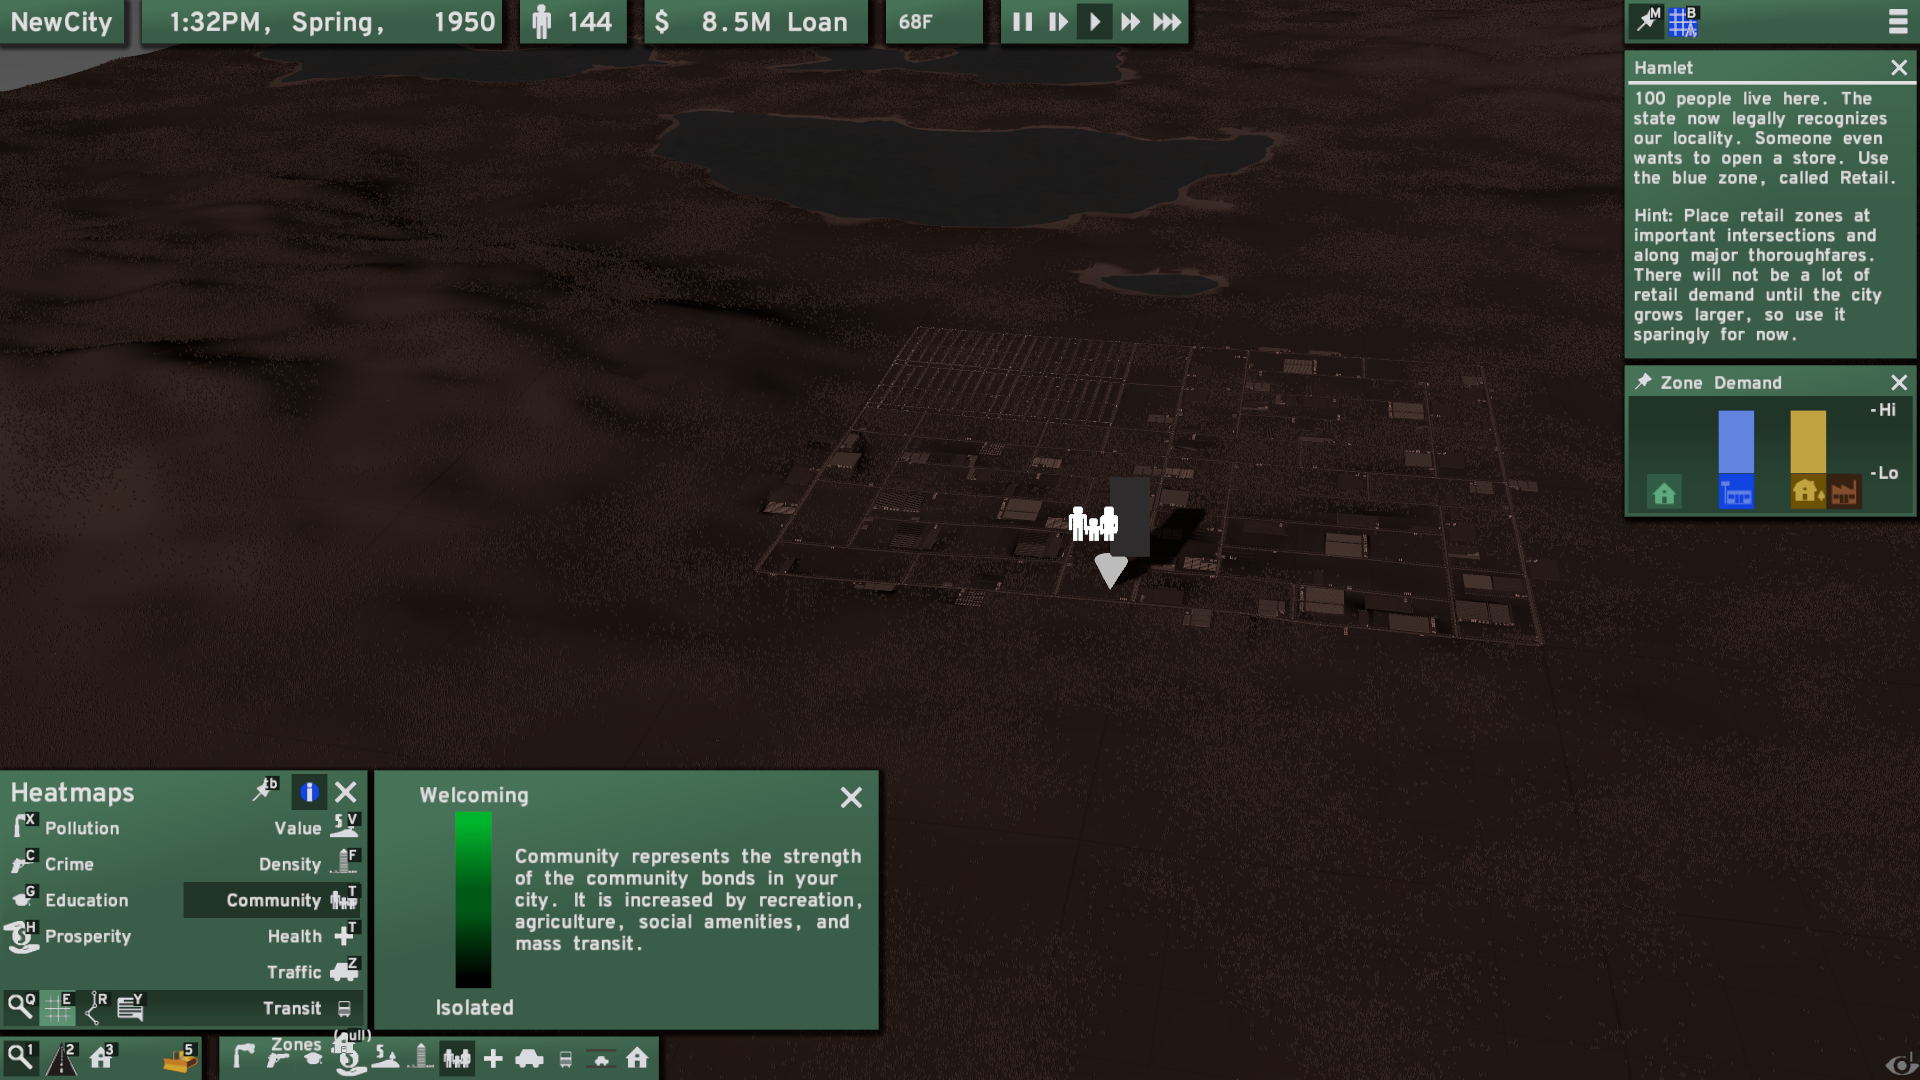 NewCity
1:32PM, Spring, 1950
144
$ 8.5M Loan
68F
M
B
Hamlet
100 people live here. The
state now legally recognizes
our locality. Someone even
wants to open a store. Use
the blue zone, called Retail.
Hint: Place retail zones at
important intersections and
along major thoroughfares.
There will not be a lot of
retail demand until the city
grows larger, so use it
sparingly for now.
Zone Demand
-Hi
-Lo
Heatmaps
tb
i
X Pollution
Value V
C Crime
Density F
G Education
Community T
H Prosperity
Health T
Traffic Z
Q E R Y
Transit
Zones
1 2 3 5
Welcoming
Community represents the strength
of the community bonds in your
city. It is increased by recreation,
agriculture, social amenities, and
mass transit.
Isolated